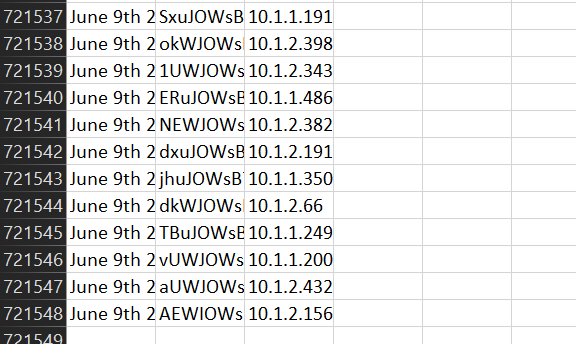 721537 June 9th 2 SxuJOWsB 10.1.1.191
721538 June 9th 2 okWJOWs 10.1.2.398
721539 June 9th 2 1UWJOWs 10.1.2.343
721540 June 9th 2 ERuJOWsB 10.1.1.486
721541 June 9th 2 NEWJOWs 10.1.2.382
721542 June 9th 2 dxuJOWsB 10.1.2.191
721543 June 9th 2 jhuJOWsB 10.1.1.350
721544 June 9th 2 dkWJOWs 10.1.2.66
721545 June 9th 2 TBuJOWsB 10.1.1.249
721546 June 9th 2 vUWJOWs 10.1.1.200
721547 June 9th 2 aUWJOWs 10.1.2.432
721548 June 9th 2 AEWIOWs 10.1.2.156
721549